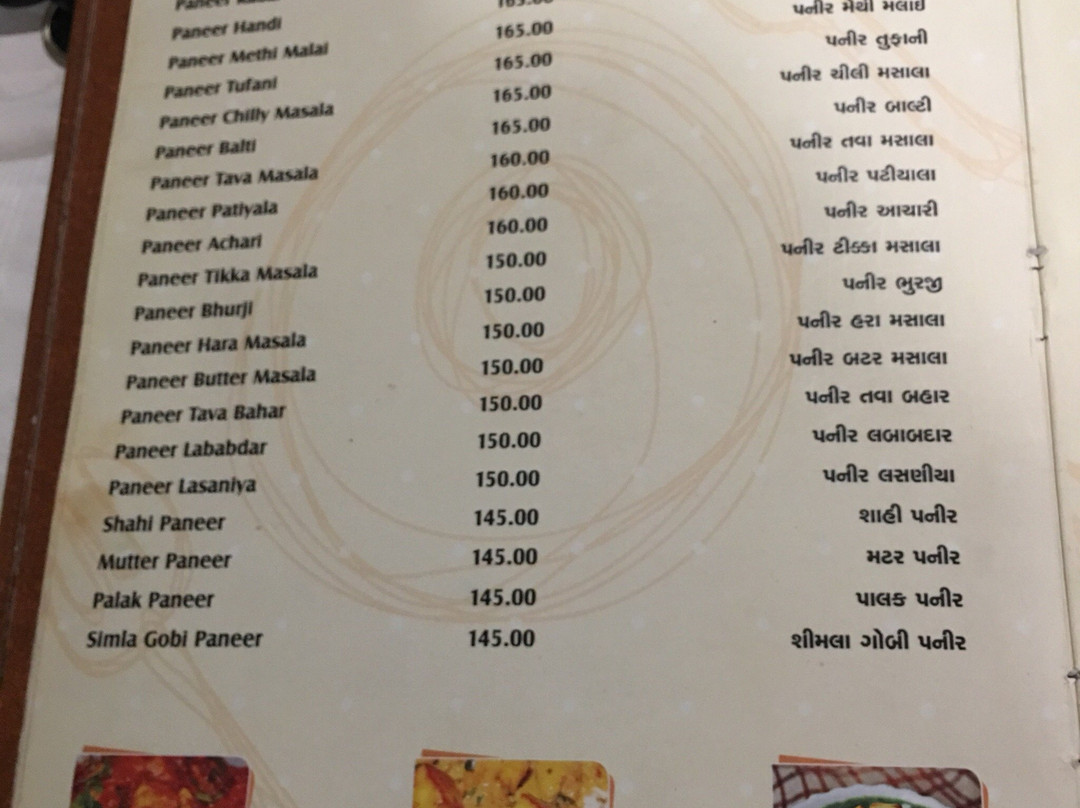 Paneer Handi 165.00
Paneer Methi Malai 165.00 પનીર મેથી મલાઈ
Paneer Tufani 165.00 પનીર તુફાની
Paneer Chilly Masala 165.00 પનીર ચીલી મસાલા
Paneer Balti 165.00 પનીર બાલ્ટી
Paneer Tava Masala 160.00 પનીર તવા મસાલા
Paneer Patiyala 160.00 પનીર પટીયાલા
Paneer Achari 160.00 પનીર આચારી
Paneer Tikka Masala 150.00 પનીર ટીક્કા મસાલા
Paneer Bhurji 150.00 પનીર ભુરજી
Paneer Hara Masala 150.00 પનીર હરા મસાલા
Paneer Butter Masala 150.00 પનીર બટર મસાલા
Paneer Tava Bahar 150.00 પનીર તવા બહાર
Paneer Lababdar 150.00 પનીર લબાબદાર
Paneer Lasaniya 150.00 પનીર લસણીયા
Shahi Paneer 145.00 શાહી પનીર
Mutter Paneer 145.00 મટર પનીર
Palak Paneer 145.00 પાલક પનીર
Simla Gobi Paneer 145.00 શીમલા ગોબી પનીર